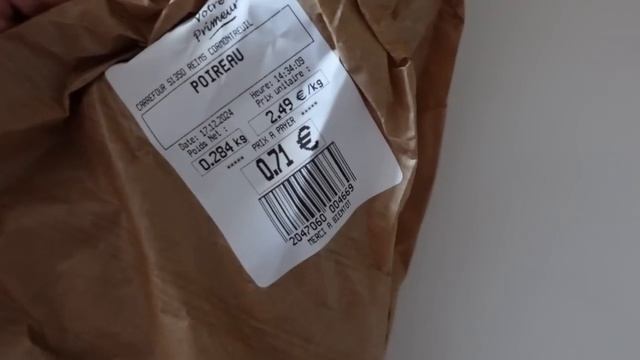 votre
primeur
CARREFOUR S1350 REIMS CORMONTREUIL
POIREAU
Date: 17.12.2024 Heure: 14:34:09
Poids Net : Prix unitaire :
0.284 kg 2.49 €/kg
***** PRIX A PAYER *****
0.71 €
2047060 004669
MERCI A BIENTOT